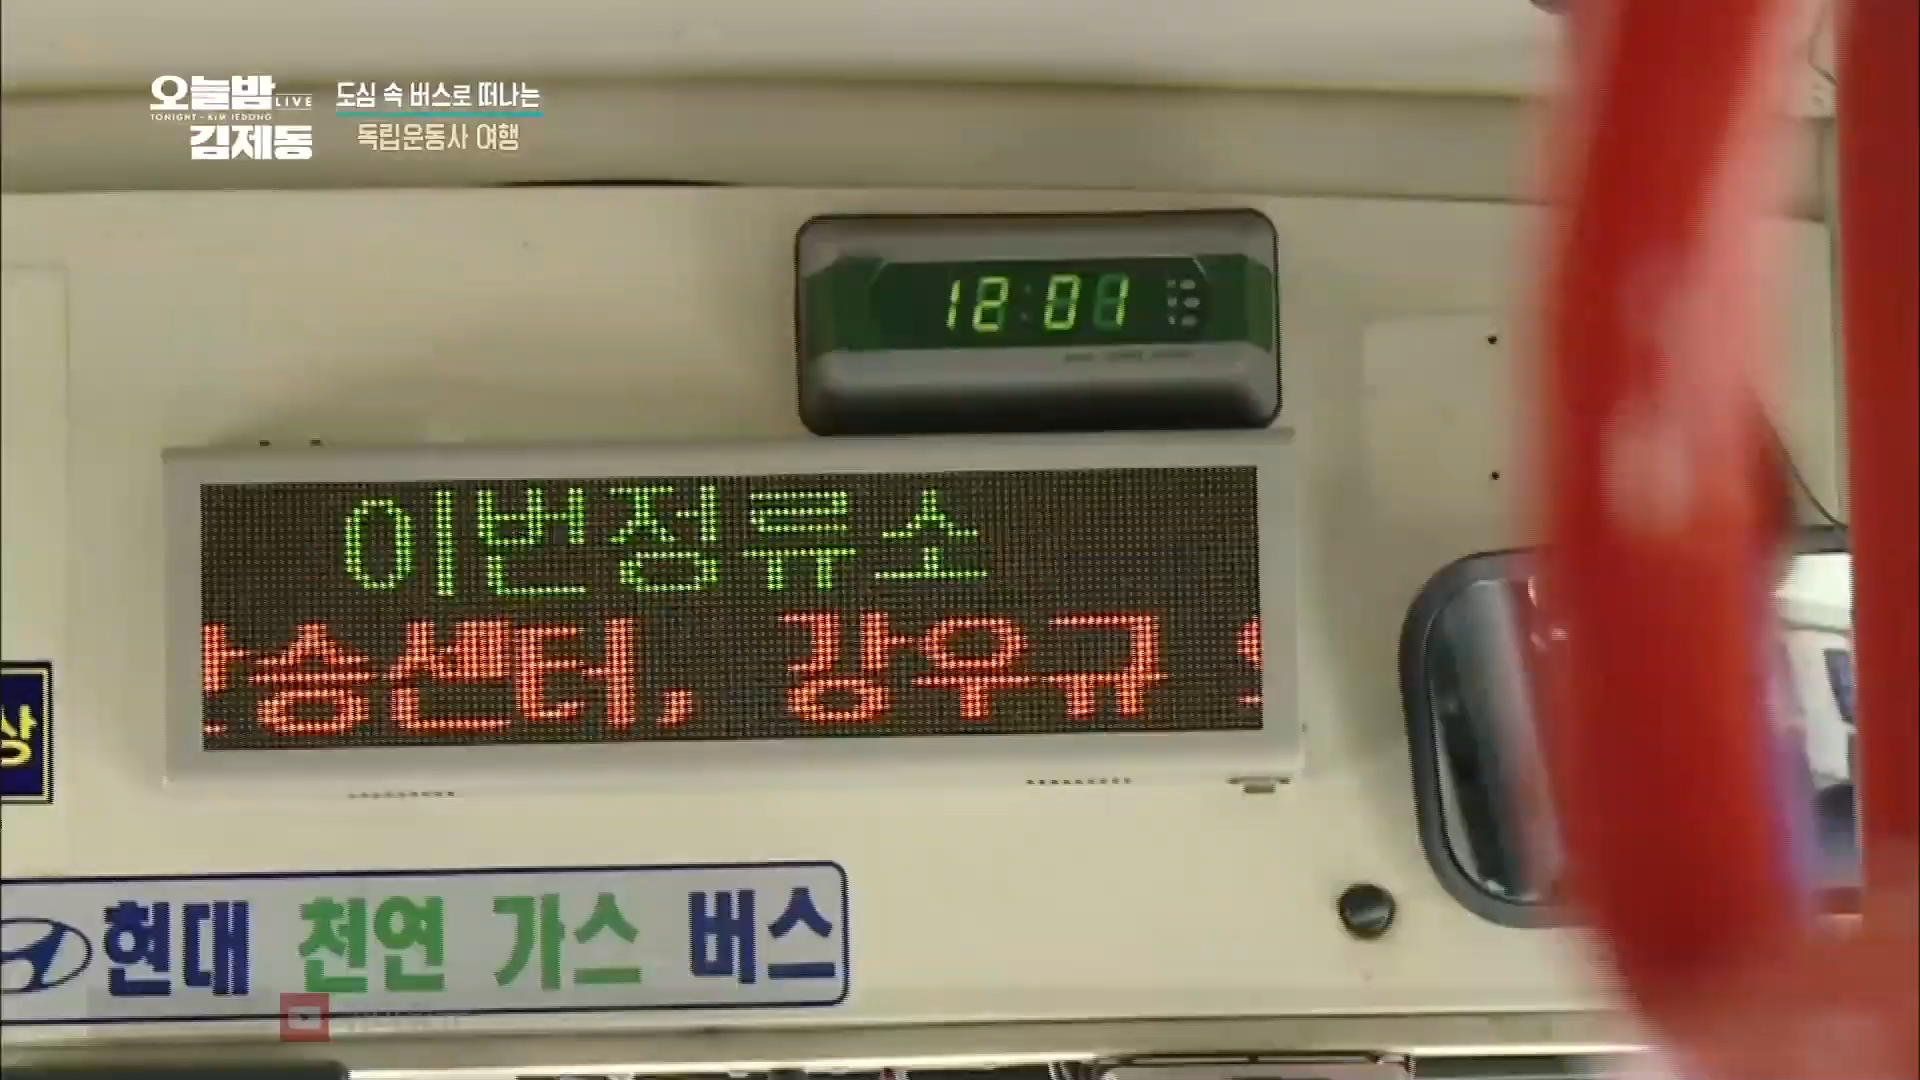 오늘밤 LIVE
TONIGHT - KIM JEDONG
김제동
도심 속 버스로 떠나는
독립운동사 여행
12:01
이번정류소
환승센터, 강우규
상
현대 천연 가스 버스